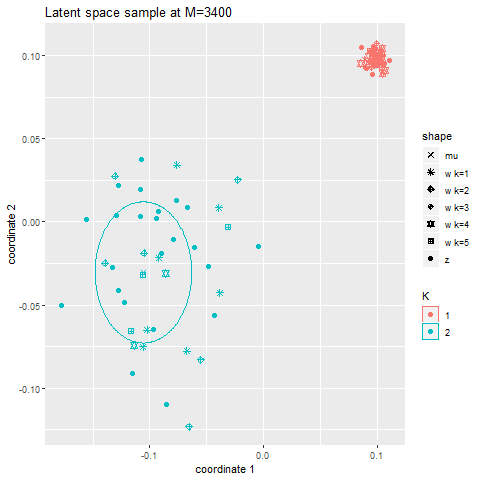 Latent space sample at M=3400
0.10
0.05
0.00
-0.05
-0.10
coordinate 2
-0.1
0.0
0.1
coordinate 1
shape
mu
w k=1
w k=2
w k=3
w k=4
w k=5
z
K
1
2